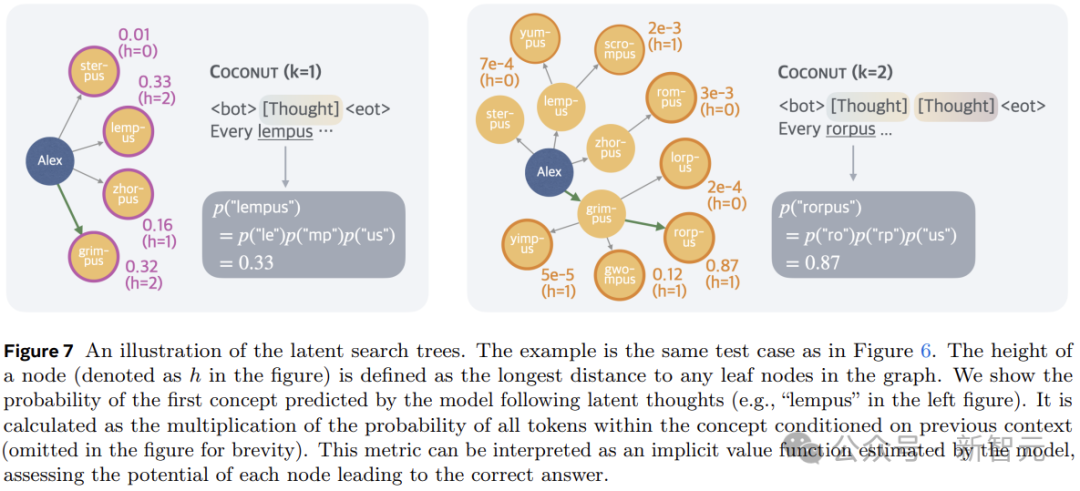 0.01
(h=0)
ster-
pus
0.33
(h=2)
lemp-
us
Alex
zhor-
pus
0.16
(h=1)
grim-
pus
0.32
(h=2)
COCONUT (k=1)
<bot> [Thought] <eot>
Every lempus ···
p("lempus")
= p("le")p("mp")p("us")
= 0.33
yum-
pus
scro-
mpus
2e-3
(h=1)
7e-4
(h=0)
ster-
pus
lemp-
us
rom-
pus
3e-3
(h=0)
zhor-
pus
Alex
lorp-
us
2e-4
(h=0)
grim-
pus
rorp-
us
yimp-
us
gwo-
mpus
5e-5
(h=1)
0.12
(h=1)
0.87
(h=1)
COCONUT (k=2)
<bot> [Thought] [Thought] <eot>
Every rorpus ...
p("rorpus")
= p("ro")p("rp")p("us")
= 0.87
Figure 7 An illustration of the latent search trees. The example is the same test case as in Figure 6. The height of
a node (denoted as h in the figure) is defined as the longest distance to any leaf nodes in the graph. We show the
probability of the first concept predicted by the model following latent thoughts (e.g., “lempus” in the left figure). It is
calculated as the multiplication of the probability of all tokens within the concept conditioned on previous context
(omitted in the figure for brevity). This metric can be interpreted as an implicit value function estimated by the model,
assessing the potential of each node leading to the correct answer.
公众号 · 新智元